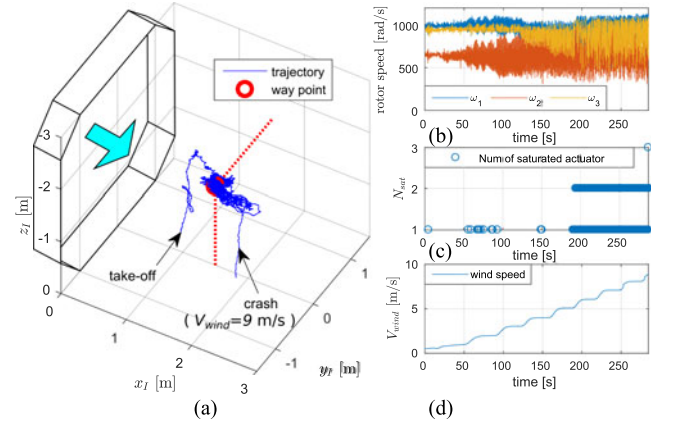 trajectory
way point
-3
-2
-1
0
z_I [m]
take-off
crash
( V_wind=9 m/s )
0
1
2
3
x_I [m]
-1
0
1
y_I [m]
(a)
rotor speed [rad/s]
1000
500
ω_1
ω_2
ω_3
0
50
100
150
200
250
(b)
time [s]
N_sat
3
2
1
Num of saturated actuator
0
50
100
150
200
250
(c)
time [s]
V_wind [m/s]
10
5
0
wind speed
0
50
100
150
200
250
(d)
time [s]